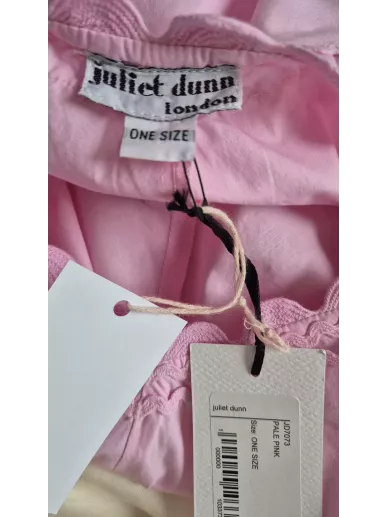 juliet dunn
london
ONE SIZE
juliet dunn
JD7073
PALE PINK
Size: ONE SIZE